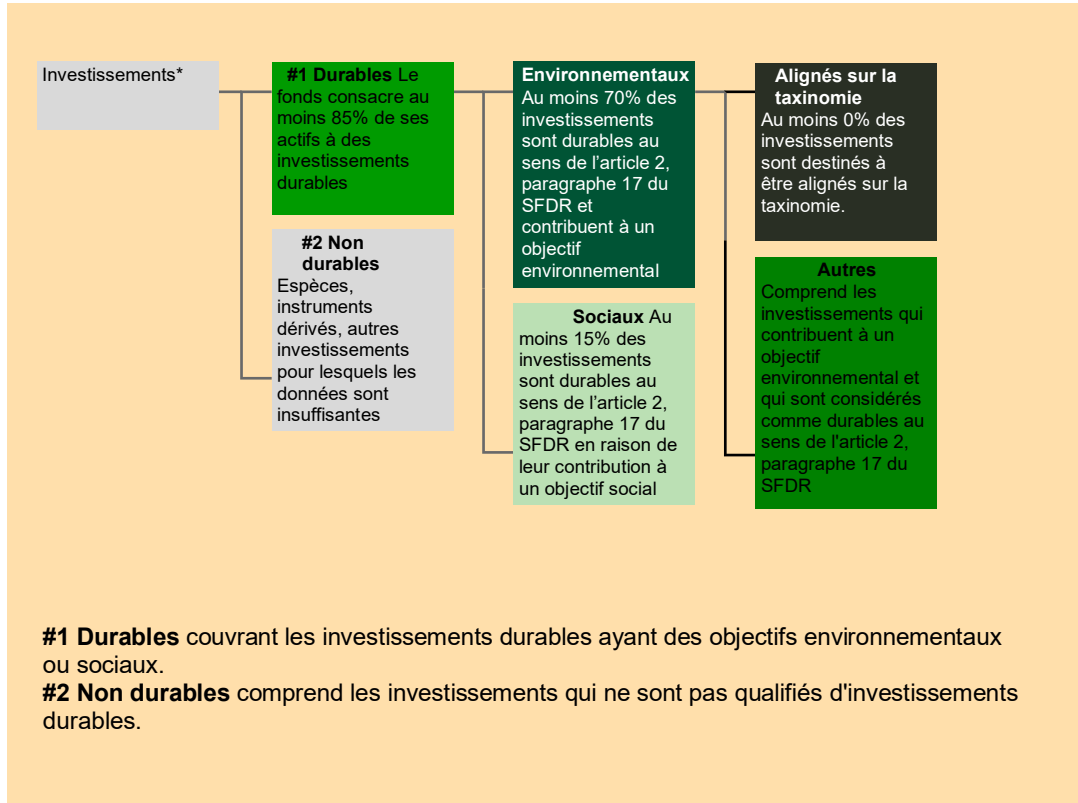 Investissements*
#1 Durables Le
fonds consacre au
moins 85% de ses
actifs à des
investissements
durables
#2 Non
durables
Espèces,
instruments
dérivés, autres
investissements
pour lesquels les
données sont
insuffisantes
Environnementaux
Au moins 70% des
investissements
sont durables au
sens de l’article 2,
paragraphe 17 du
SFDR et
contribuent à un
objectif
environnemental
Sociaux Au
moins 15% des
investissements
sont durables au
sens de l’article 2,
paragraphe 17 du
SFDR en raison de
leur contribution à
un objectif social
Alignés sur la
taxinomie
Au moins 0% des
investissements
sont destinés à
être alignés sur la
taxinomie.
Autres
Comprend les
investissements qui
contribuent à un
objectif
environnemental et
qui sont considérés
comme durables au
sens de l'article 2,
paragraphe 17 du
SFDR
#1 Durables couvrant les investissements durables ayant des objectifs environnementaux
ou sociaux.
#2 Non durables comprend les investissements qui ne sont pas qualifiés d'investissements
durables.